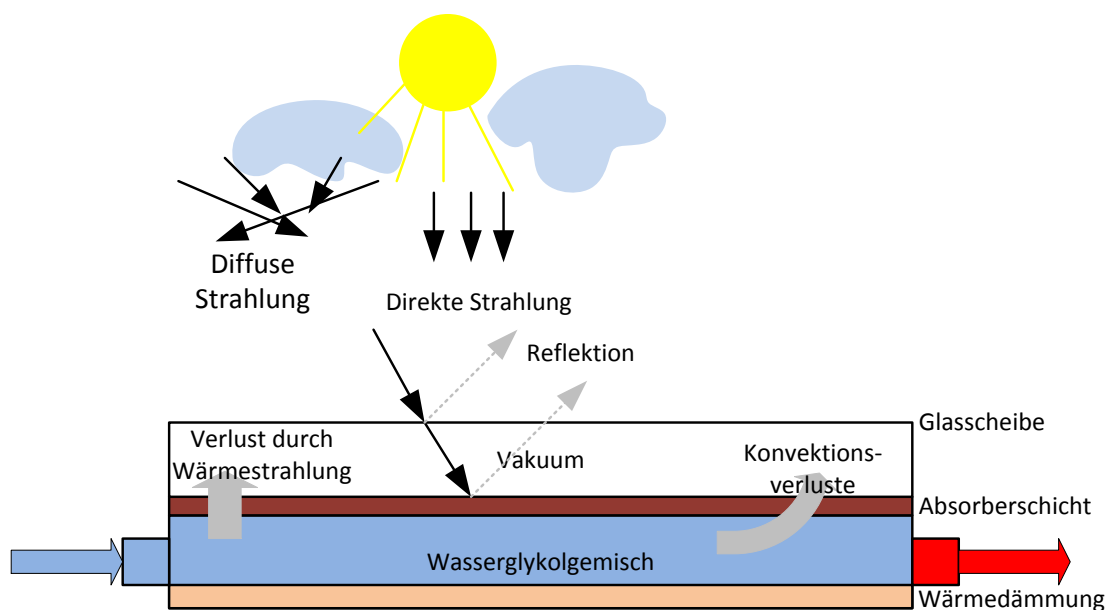 Diffuse
Strahlung
Direkte Strahlung
Reflektion
Glasscheibe
Verlust durch
Wärmestrahlung
Vakuum
Konvektions-
verluste
Absorberschicht
Wasserglykolgemisch
Wärmedämmung